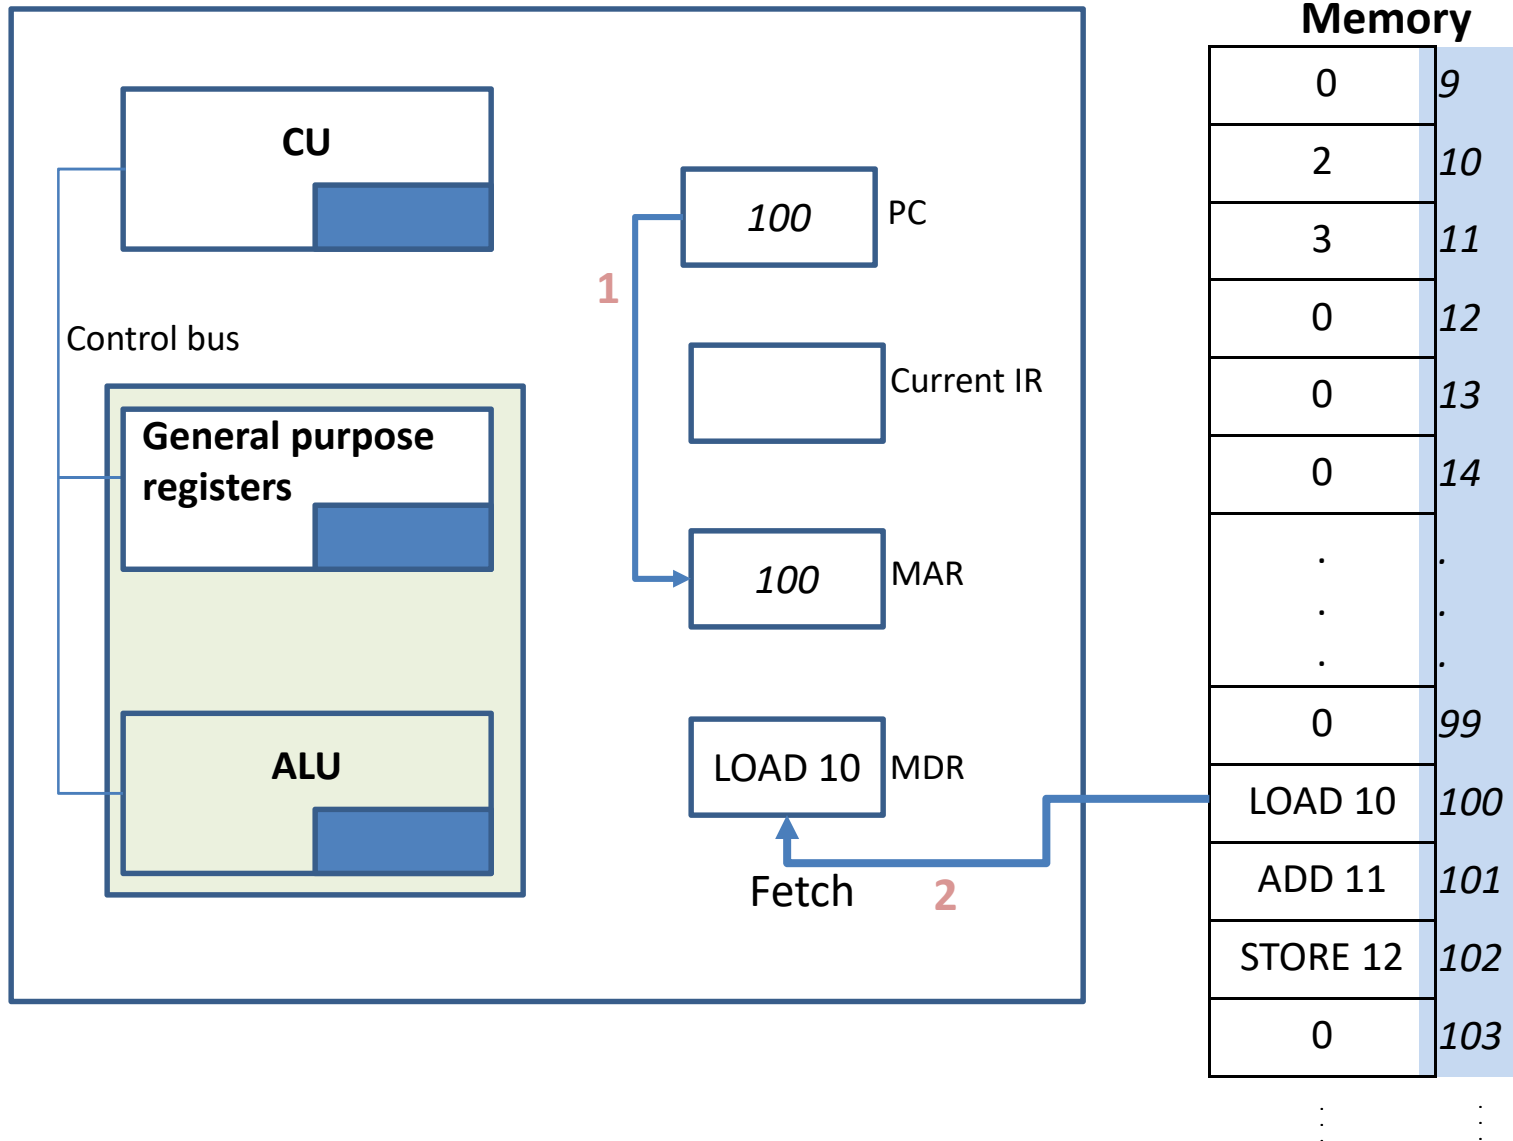 Memory
CU
Control bus
General purpose
registers
ALU
1
100 PC
Current IR
100 MAR
LOAD 10 MDR
Fetch 2
0 9
2 10
3 11
0 12
0 13
0 14
. .
. .
. .
0 99
LOAD 10 100
ADD 11 101
STORE 12 102
0 103
. .
. .
. .